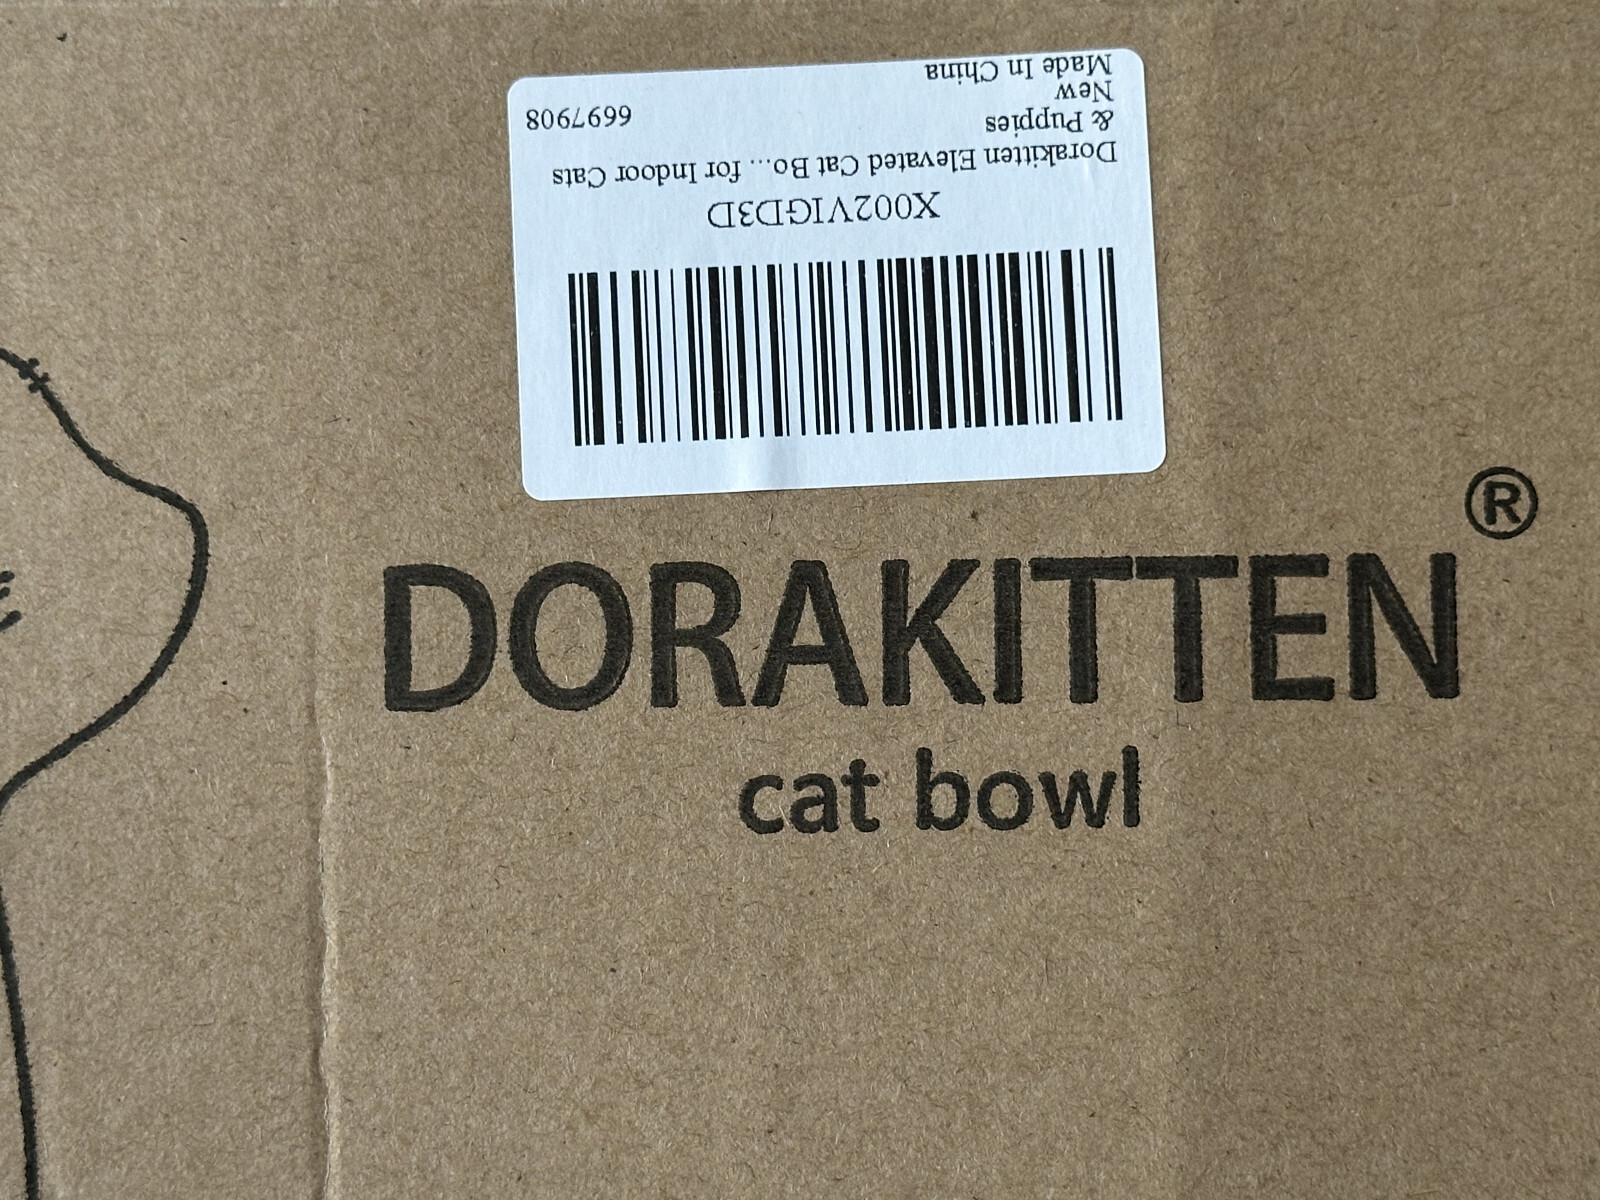 X002VIGD3D
Dorakitten Elevated Cat Bo... for Indoor Cats
& Puppies
New
6697908
Made In China
DORAKITTEN®
cat bowl